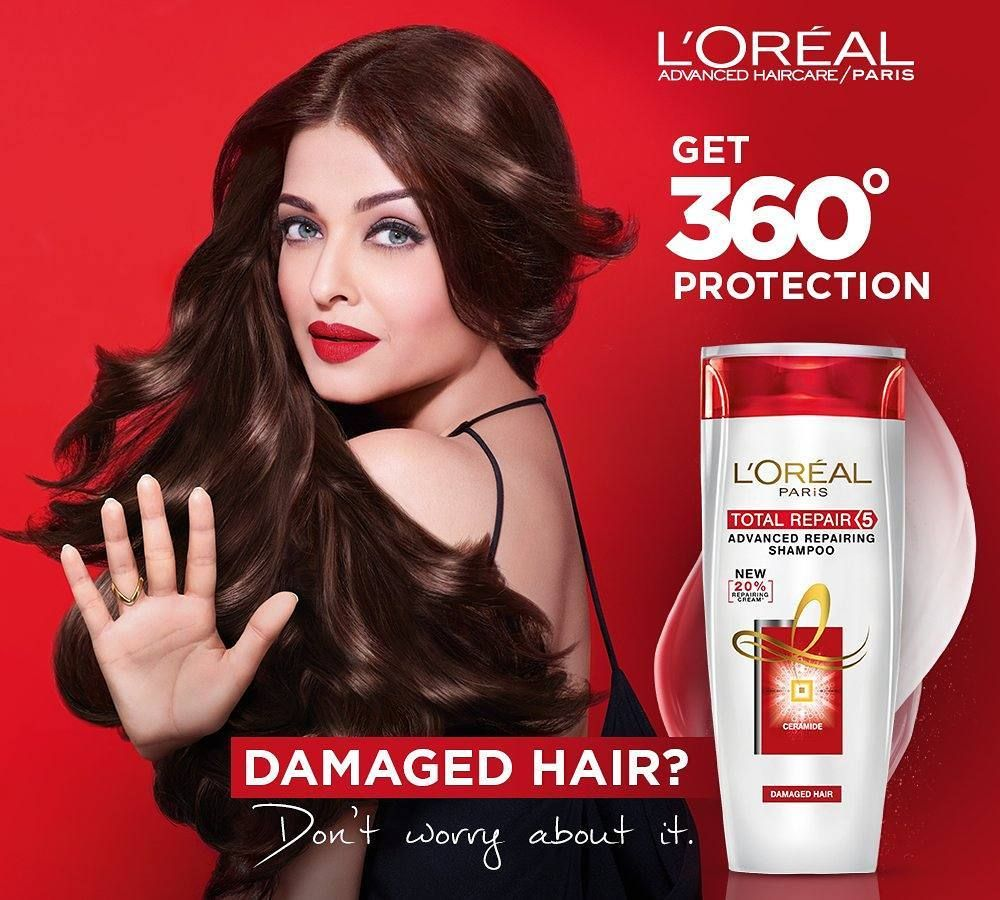 L'ORÉAL
ADVANCED HAIRCARE/PARIS
GET
360°
PROTECTION
L'ORÉAL
PARIS
TOTAL REPAIR 5
ADVANCED REPAIRING
SHAMPOO
NEW
20%
REPAIRING
CREAM*
CERAMIDE
DAMAGED HAIR
DAMAGED HAIR?
Don't worry about it.